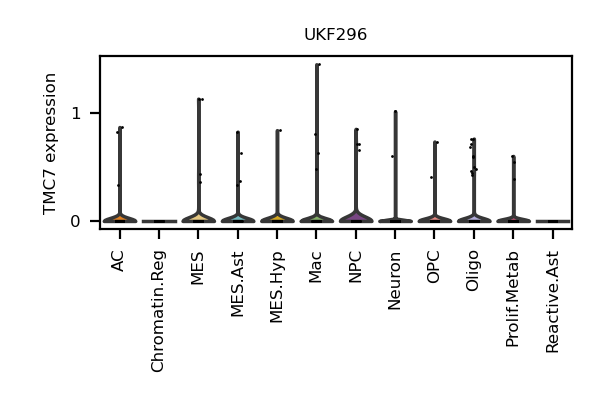 UKF296
TMC7 expression
1
0
AC
Chromatin.Reg
MES
MES.Ast
MES.Hyp
Mac
NPC
Neuron
OPC
Oligo
Prolif.Metab
Reactive.Ast